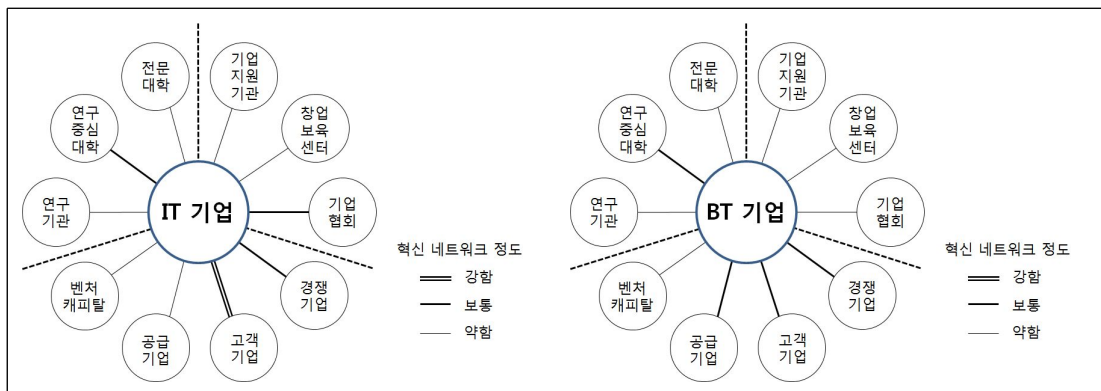 전문
대학
기업
지원
기관
연구
중심
대학
창업
보육
센터
IT 기업
연구
기관
기업
협회
벤처
캐피탈
경쟁
기업
공급
기업
고객
기업
혁신 네트워크 정도
강함
보통
약함
전문
대학
기업
지원
기관
연구
중심
대학
창업
보육
센터
BT 기업
연구
기관
기업
협회
벤처
캐피탈
경쟁
기업
공급
기업
고객
기업
혁신 네트워크 정도
강함
보통
약함